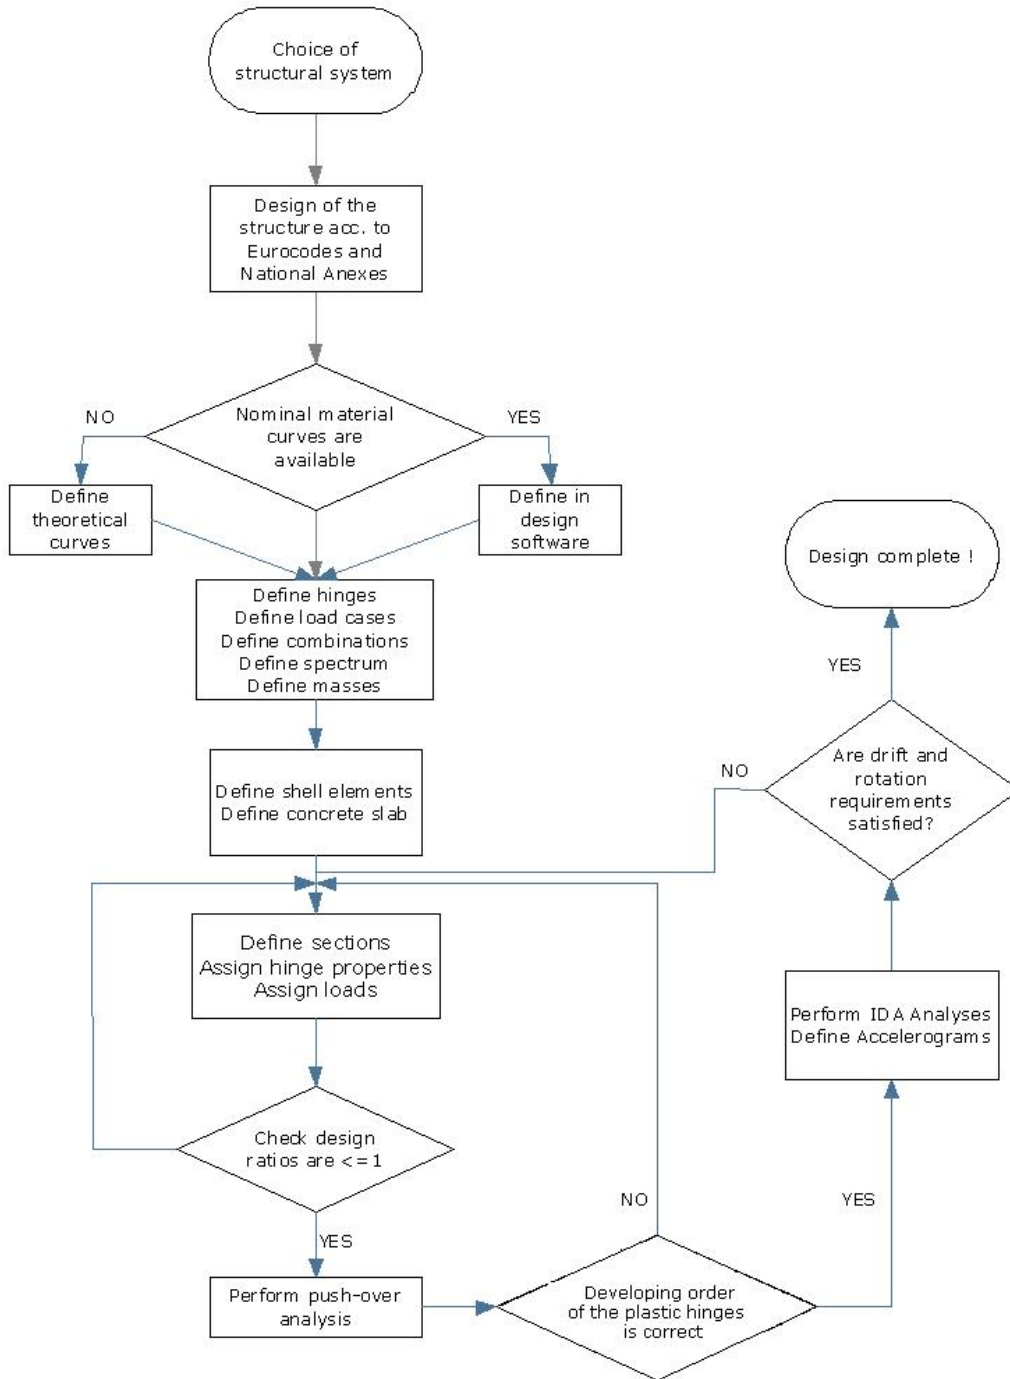 Choice of
structural system
Design of the
structure acc. to
Eurocodes and
National Anexes
Nominal material
curves are
available
NO
YES
Define
theoretical
curves
Define in
design
software
Define hinges
Define load cases
Define combinations
Define spectrum
Define masses
Define shell elements
Define concrete slab
Define sections
Assign hinge properties
Assign loads
Check design
ratios are <=1
YES
Perform push-over
analysis
Developing order
of the plastic hinges
is correct
NO
YES
Perform IDA Analyses
Define Accelerograms
Are drift and
rotation
requirements
satisfied?
NO
YES
Design complete !